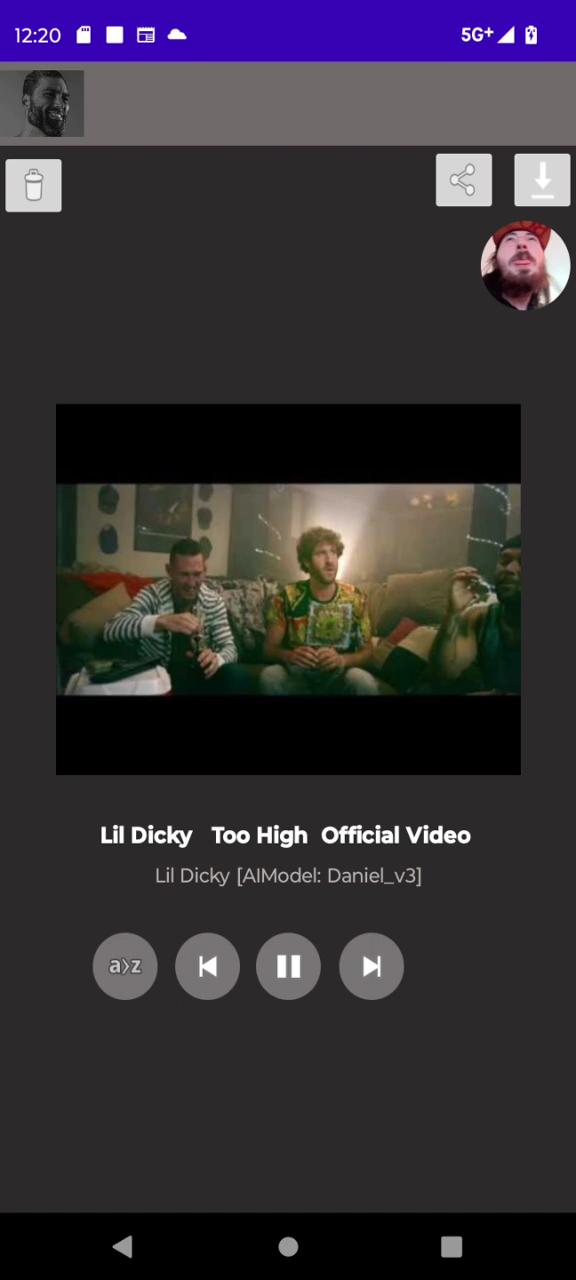 12:20
5G+
Lil Dicky   Too High  Official Video
Lil Dicky [AIModel: Daniel_v3]
a>z